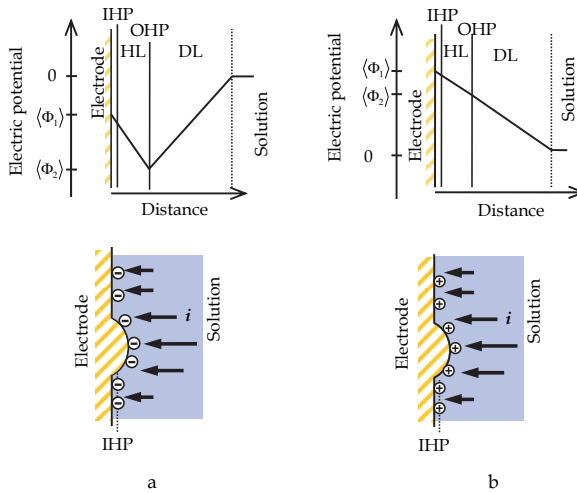 IHP
OHP
HL
DL
Electric potential
0
⟨Φ₁⟩
⟨Φ₂⟩
Electrode
Solution
Distance
Electrode
i
Solution
IHP
a
IHP
OHP
HL
DL
Electric potential
⟨Φ₁⟩
⟨Φ₂⟩
0
Electrode
Solution
Distance
Electrode
i
Solution
IHP
b